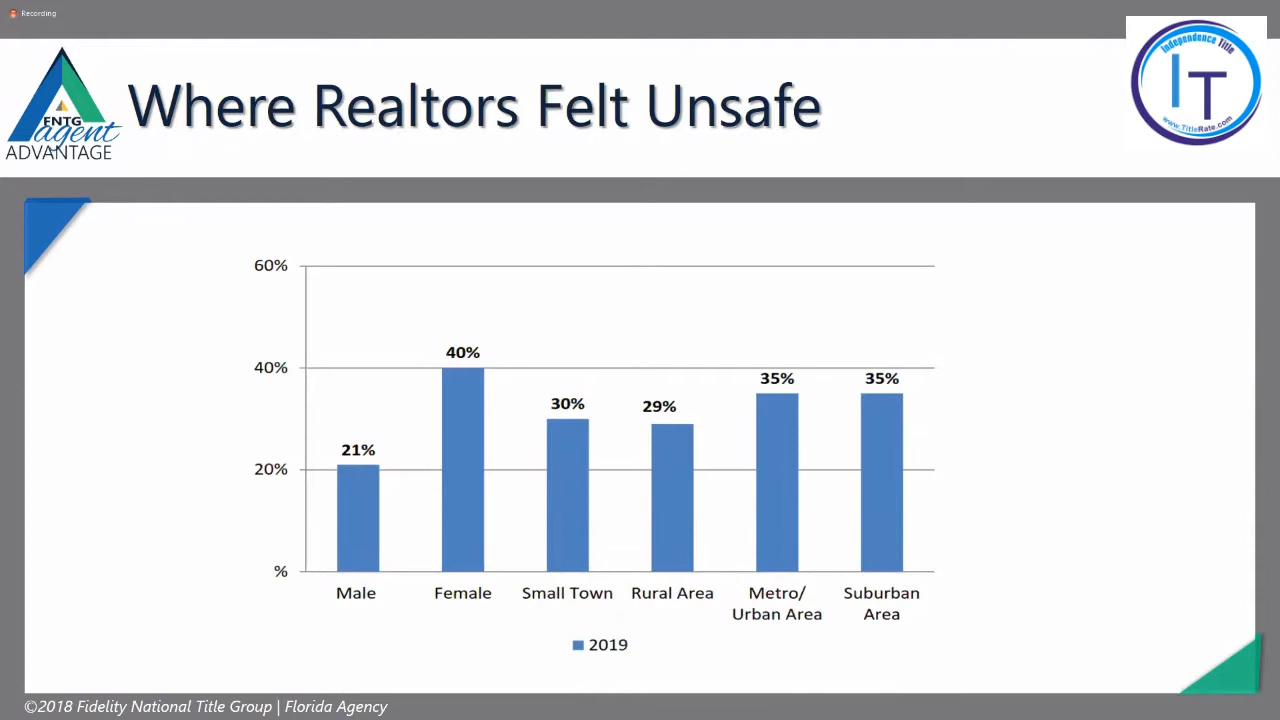 Recording
Independence Title
IT
www.TitleRate.com
FNTG
agent
ADVANTAGE
Where Realtors Felt Unsafe
60%
40%
20%
%
21%
40%
30%
29%
35%
35%
Male
Female
Small Town
Rural Area
Metro/
Urban Area
Suburban
Area
2019
©2018 Fidelity National Title Group | Florida Agency